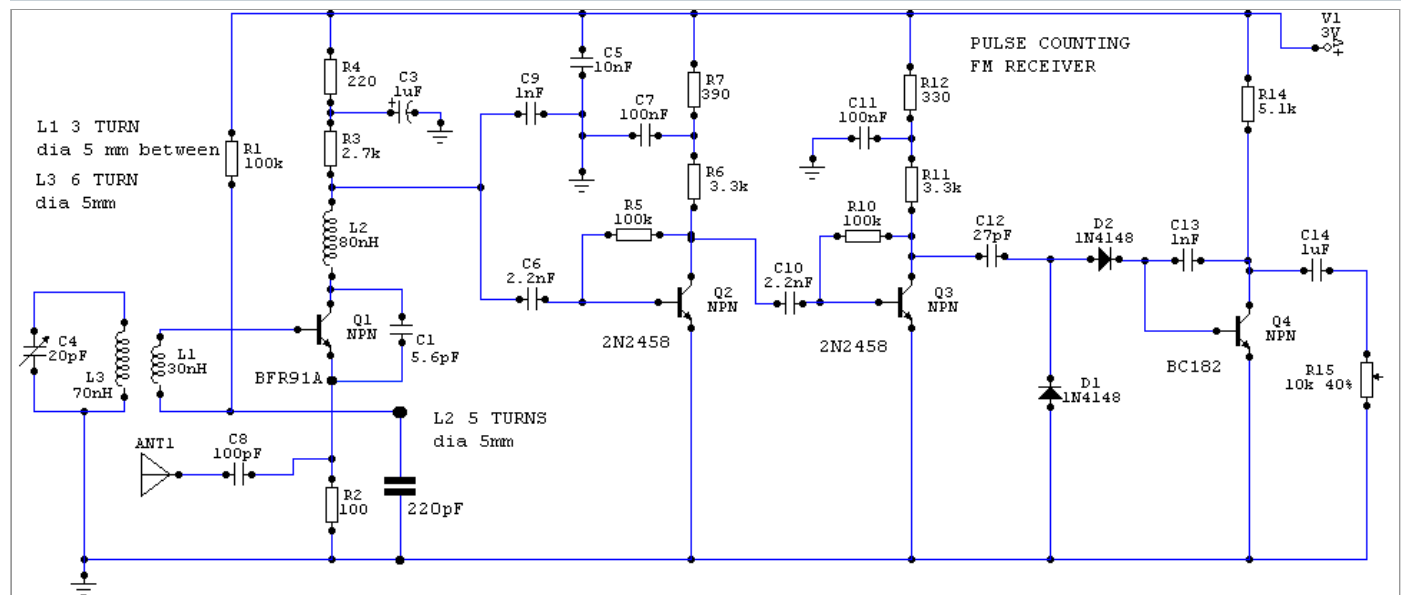 PULSE COUNTING
FM RECEIVER
V1
3V
+V
R4
220
C3
1uF
+
C9
1nF
C5
10nF
R7
390
C7
100nF
C11
100nF
R12
330
R14
5.1k
L1 3 TURN
dia 5 mm between
L3 6 TURN
dia 5mm
R1
100k
R3
2.7k
R6
3.3k
R11
3.3k
L2
80nH
R5
100k
R10
100k
C6
2.2nF
C10
2.2nF
C12
27pF
D2
1N4148
C13
1nF
C14
1uF
Q1
NPN
Q2
NPN
Q3
NPN
Q4
NPN
C4
20pF
L3
70nH
L1
30nH
C1
5.6pF
BFR91A
2N2458
2N2458
BC182
D1
1N4148
R15
10k 40%
L2 5 TURNS
dia 5mm
ANT1
C8
100pF
R2
100
220pF